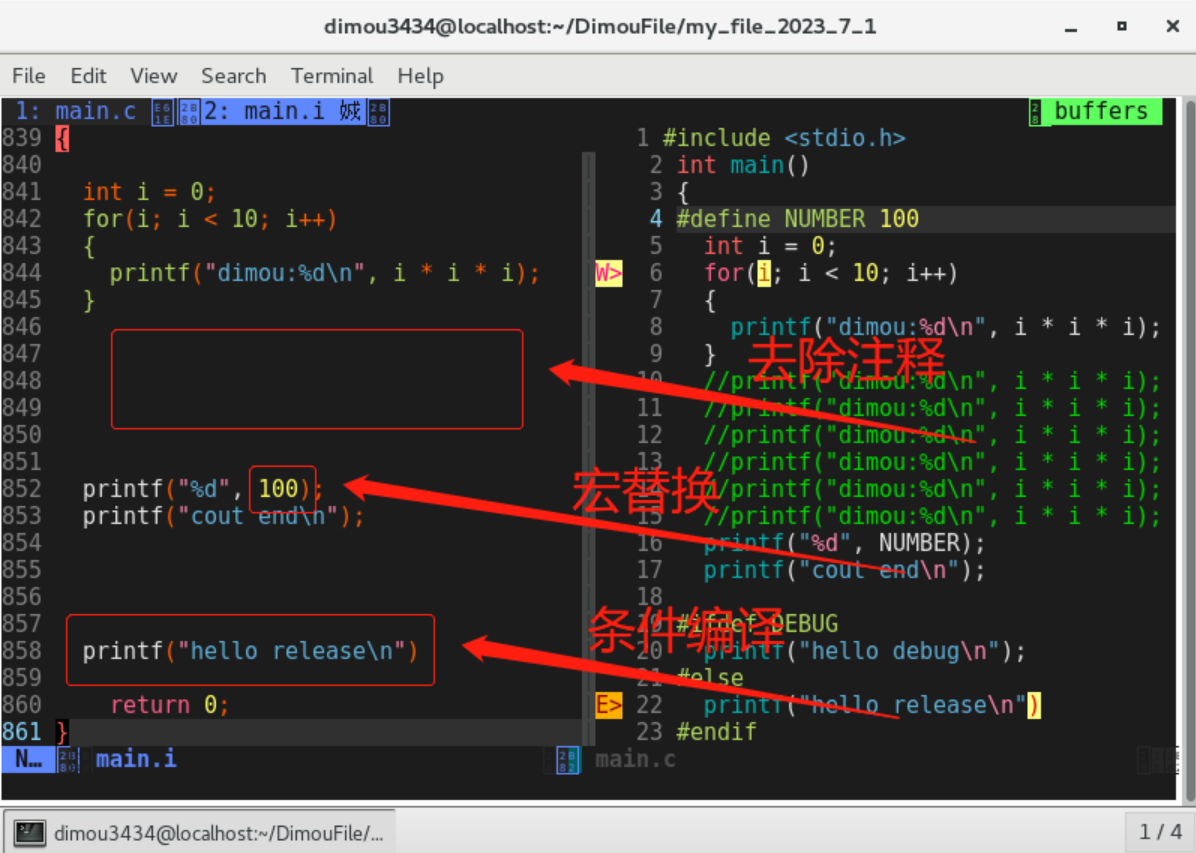 dimou3434@localhost:~/DimouFile/my_file_2023_7_1
File Edit View Search Terminal Help
1: main.c 2: main.i buffers
839 {
840
841   int i = 0;
842   for(i; i < 10; i++)
843   {
844     printf("dimou:%d\n", i * i * i);
845   }
846
847
848
849
850
851
852   printf("%d", 100);
853   printf("cout end\n");
854
855
856
857
858   printf("hello release\n")
859
860     return 0;
861 }
N… main.i
1 #include <stdio.h>
2  int main()
3  {
4  #define NUMBER 100
5    int i = 0;
W> 6    for(i; i < 10; i++)
7    {
8      printf("dimou:%d\n", i * i * i);
9    }
10    //printf("dimou:%d\n", i * i * i);
11    //printf("dimou:%d\n", i * i * i);
12    //printf("dimou:%d\n", i * i * i);
13    //printf("dimou:%d\n", i * i * i);
//printf("dimou:%d\n", i * i * i);
15    //printf("dimou:%d\n", i * i * i);
16    printf("%d", NUMBER);
17    printf("cout end\n");
18
19  #ifdef DEBUG
20    printf("hello debug\n");
21  #else
E> 22    printf("hello release\n")
23  #endif
main.c
去除注释
宏替换
条件编译
dimou3434@localhost:~/DimouFile/...
1 / 4